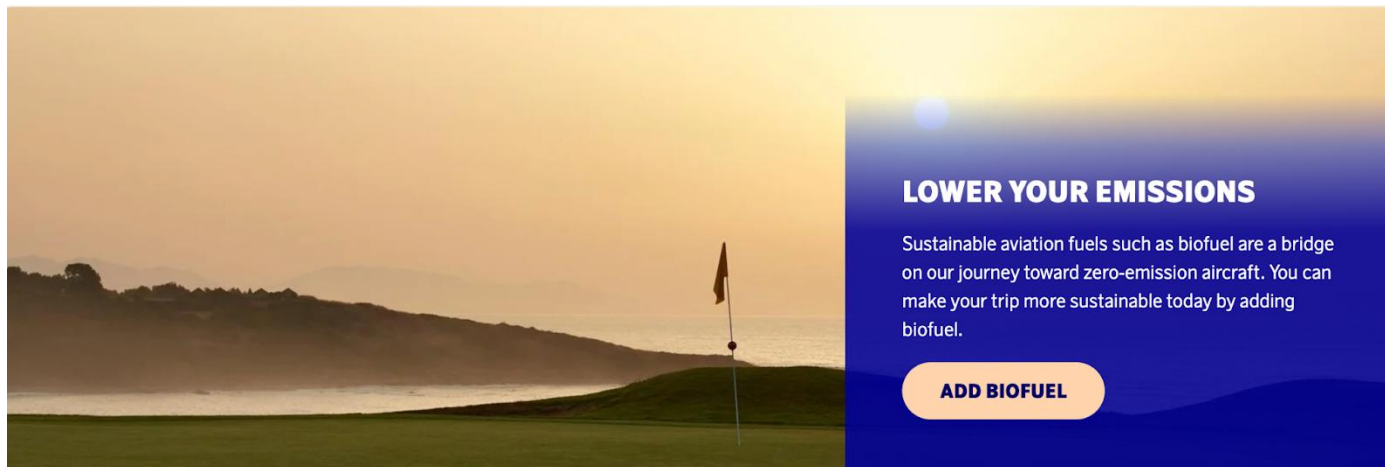 LOWER YOUR EMISSIONS
Sustainable aviation fuels such as biofuel are a bridge
on our journey toward zero-emission aircraft. You can
make your trip more sustainable today by adding
biofuel.
ADD BIOFUEL